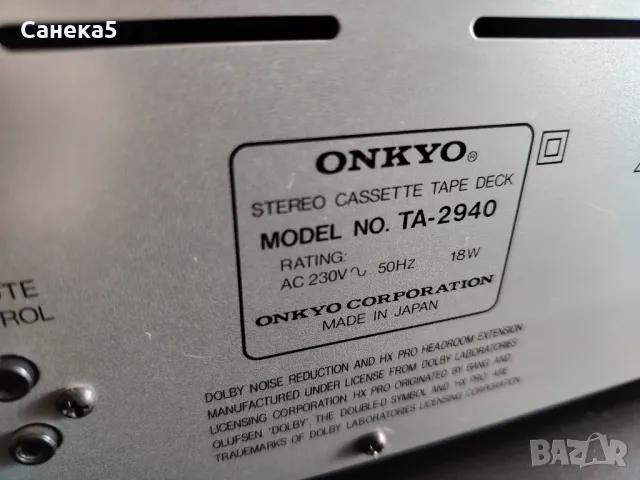 Санека5
ONKYO®
STEREO CASSETTE TAPE DECK
MODEL NO. TA-2940
RATING:
AC 230V∿ 50HZ 18W
ONKYO CORPORATION
MADE IN JAPAN
OTE
ROL
DOLBY NOISE REDUCTION AND HX PRO HEADROOM EXTENSION
MANUFACTURED UNDER LICENSE FROM DOLBY LABORATORIES
LICENSING CORPORATION. HX PRO ORIGINATED BY BANG AND
OLUFSEN 'DOLBY', THE DOUBLE-D SYMBOL AND 'HX PRO' ARE
TRADEMARKS OF DOLBY LABORATORIES LICENSING CORPORATION.
BAZAR